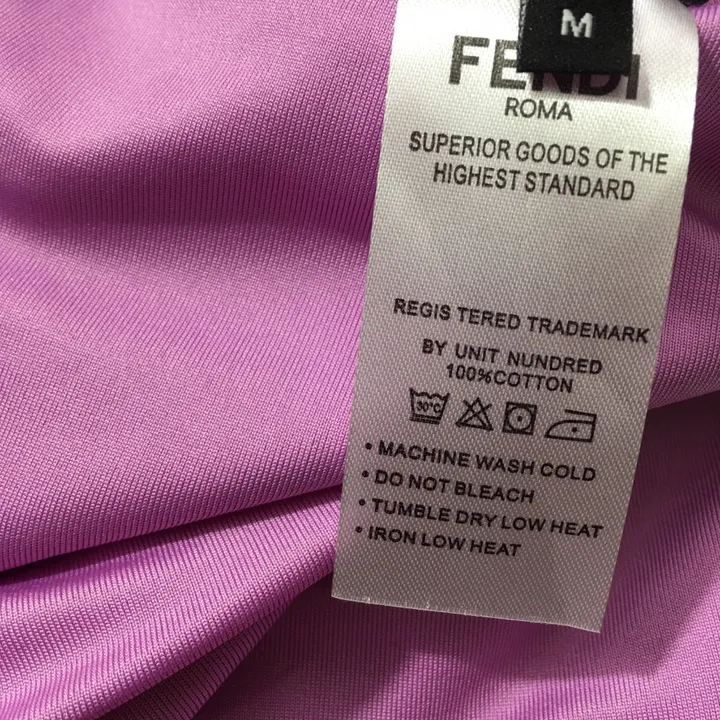 M
FENDI
ROMA
SUPERIOR GOODS OF THE
HIGHEST STANDARD
REGIS TERED TRADEMARK
BY UNIT NUNDRED
100%COTTON
30°C
• MACHINE WASH COLD
• DO NOT BLEACH
• TUMBLE DRY LOW HEAT
• IRON LOW HEAT